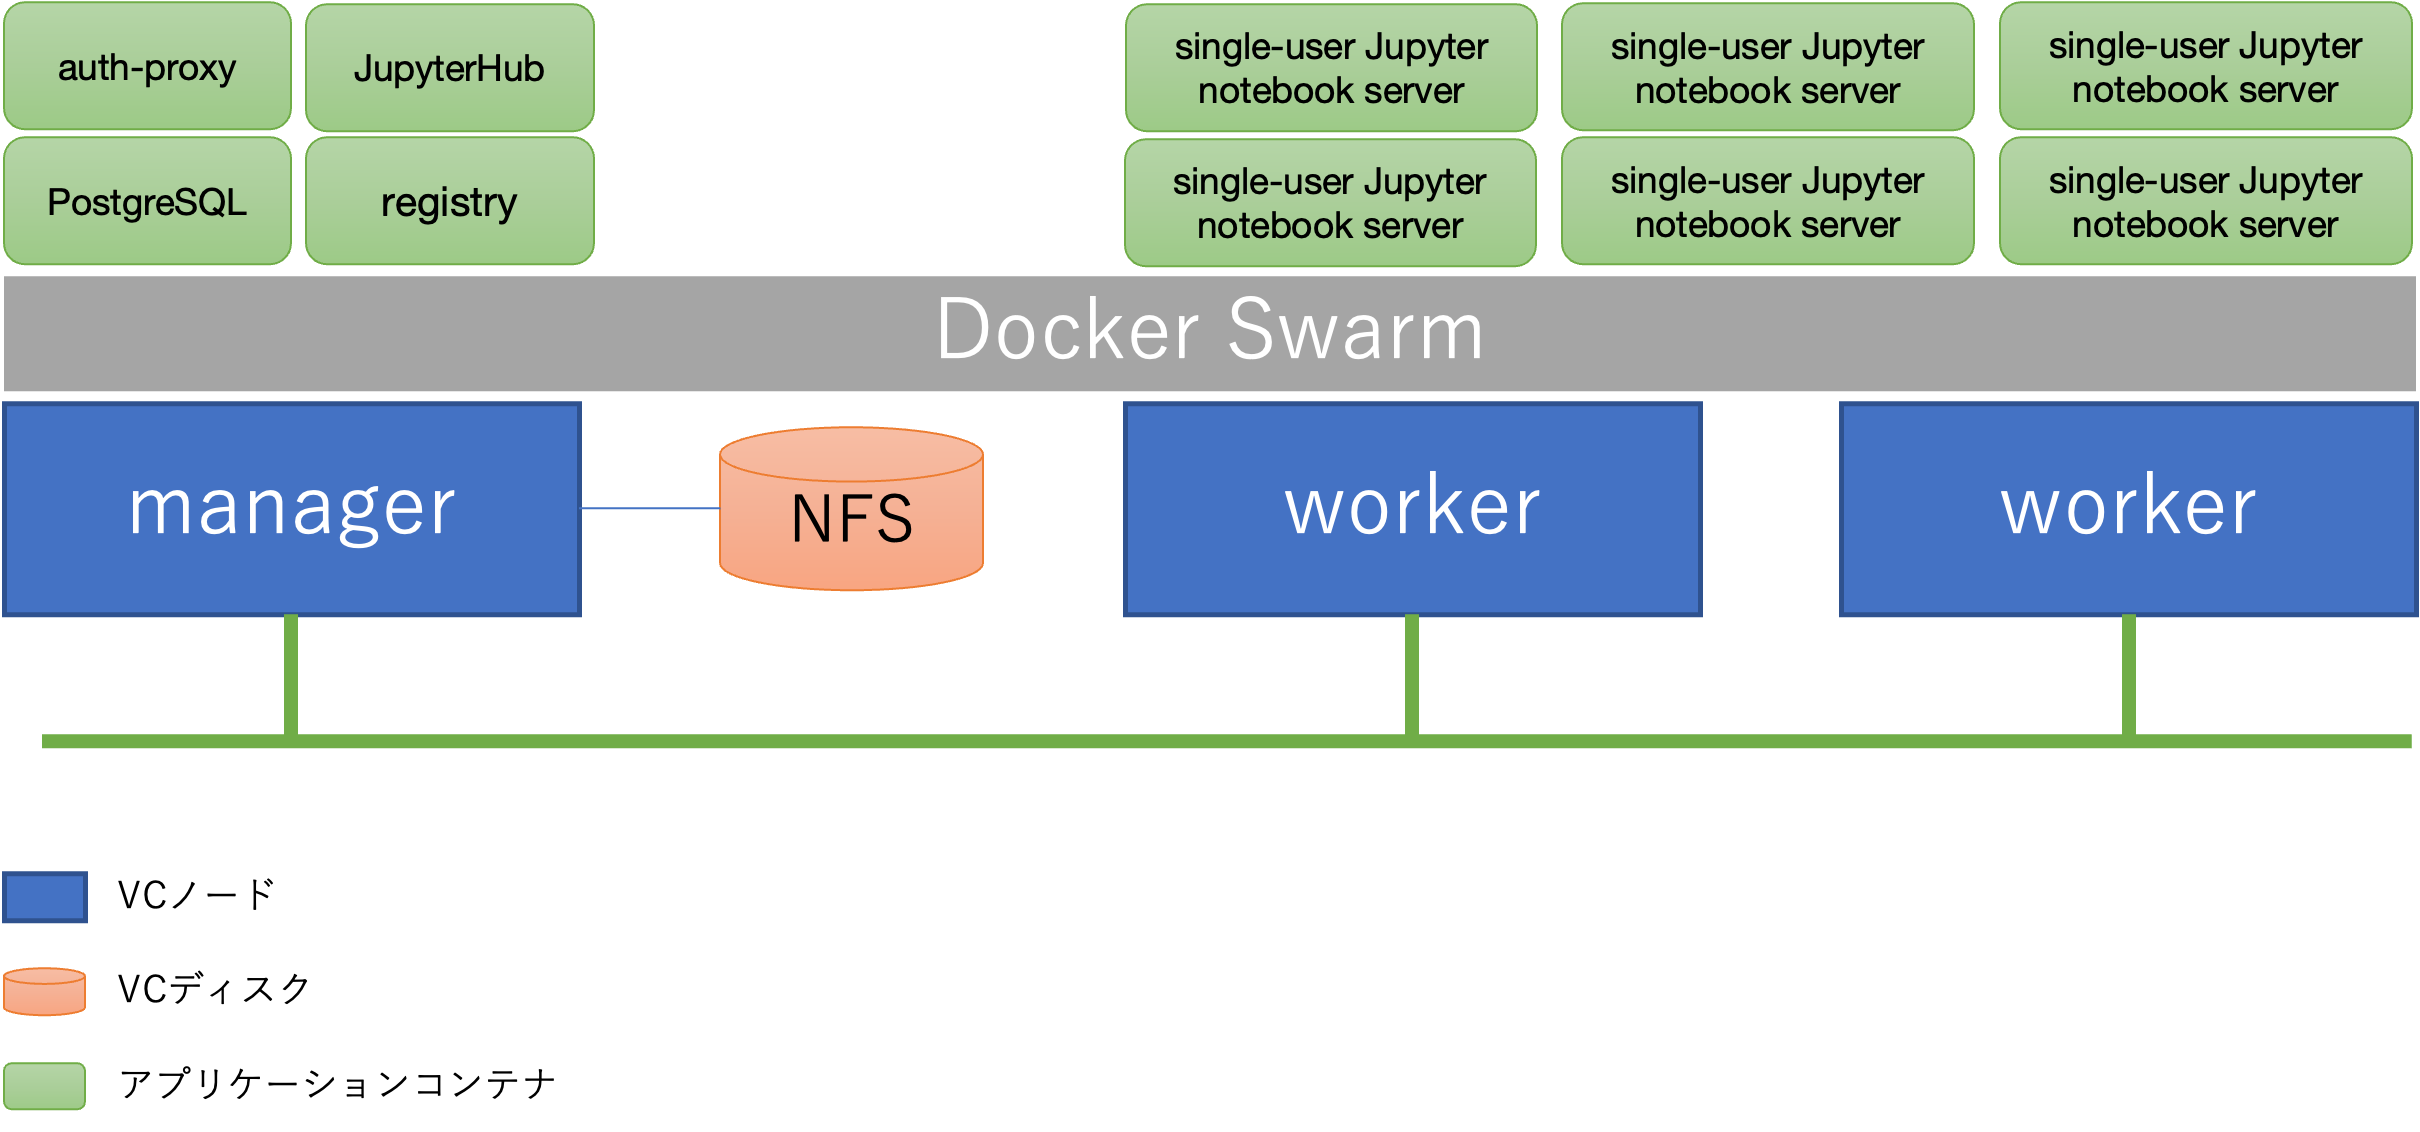 auth-proxy
JupyterHub
PostgreSQL
registry
single-user Jupyter
notebook server
single-user Jupyter
notebook server
single-user Jupyter
notebook server
single-user Jupyter
notebook server
single-user Jupyter
notebook server
single-user Jupyter
notebook server
Docker Swarm
manager
NFS
worker
worker
VCノード
VCディスク
アプリケーションコンテナ